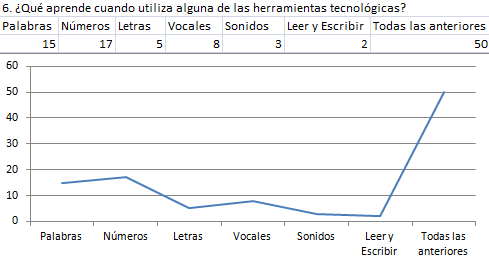 6. ¿Qué aprende cuando utiliza alguna de las herramientas tecnológicas?
Palabras Números Letras Vocales Sonidos Leer y Escribir Todas las anteriores
15 17 5 8 3 2 50
60
50
40
30
20
10
0
Palabras Números Letras Vocales Sonidos Leer y Todas las
Escribir anteriores